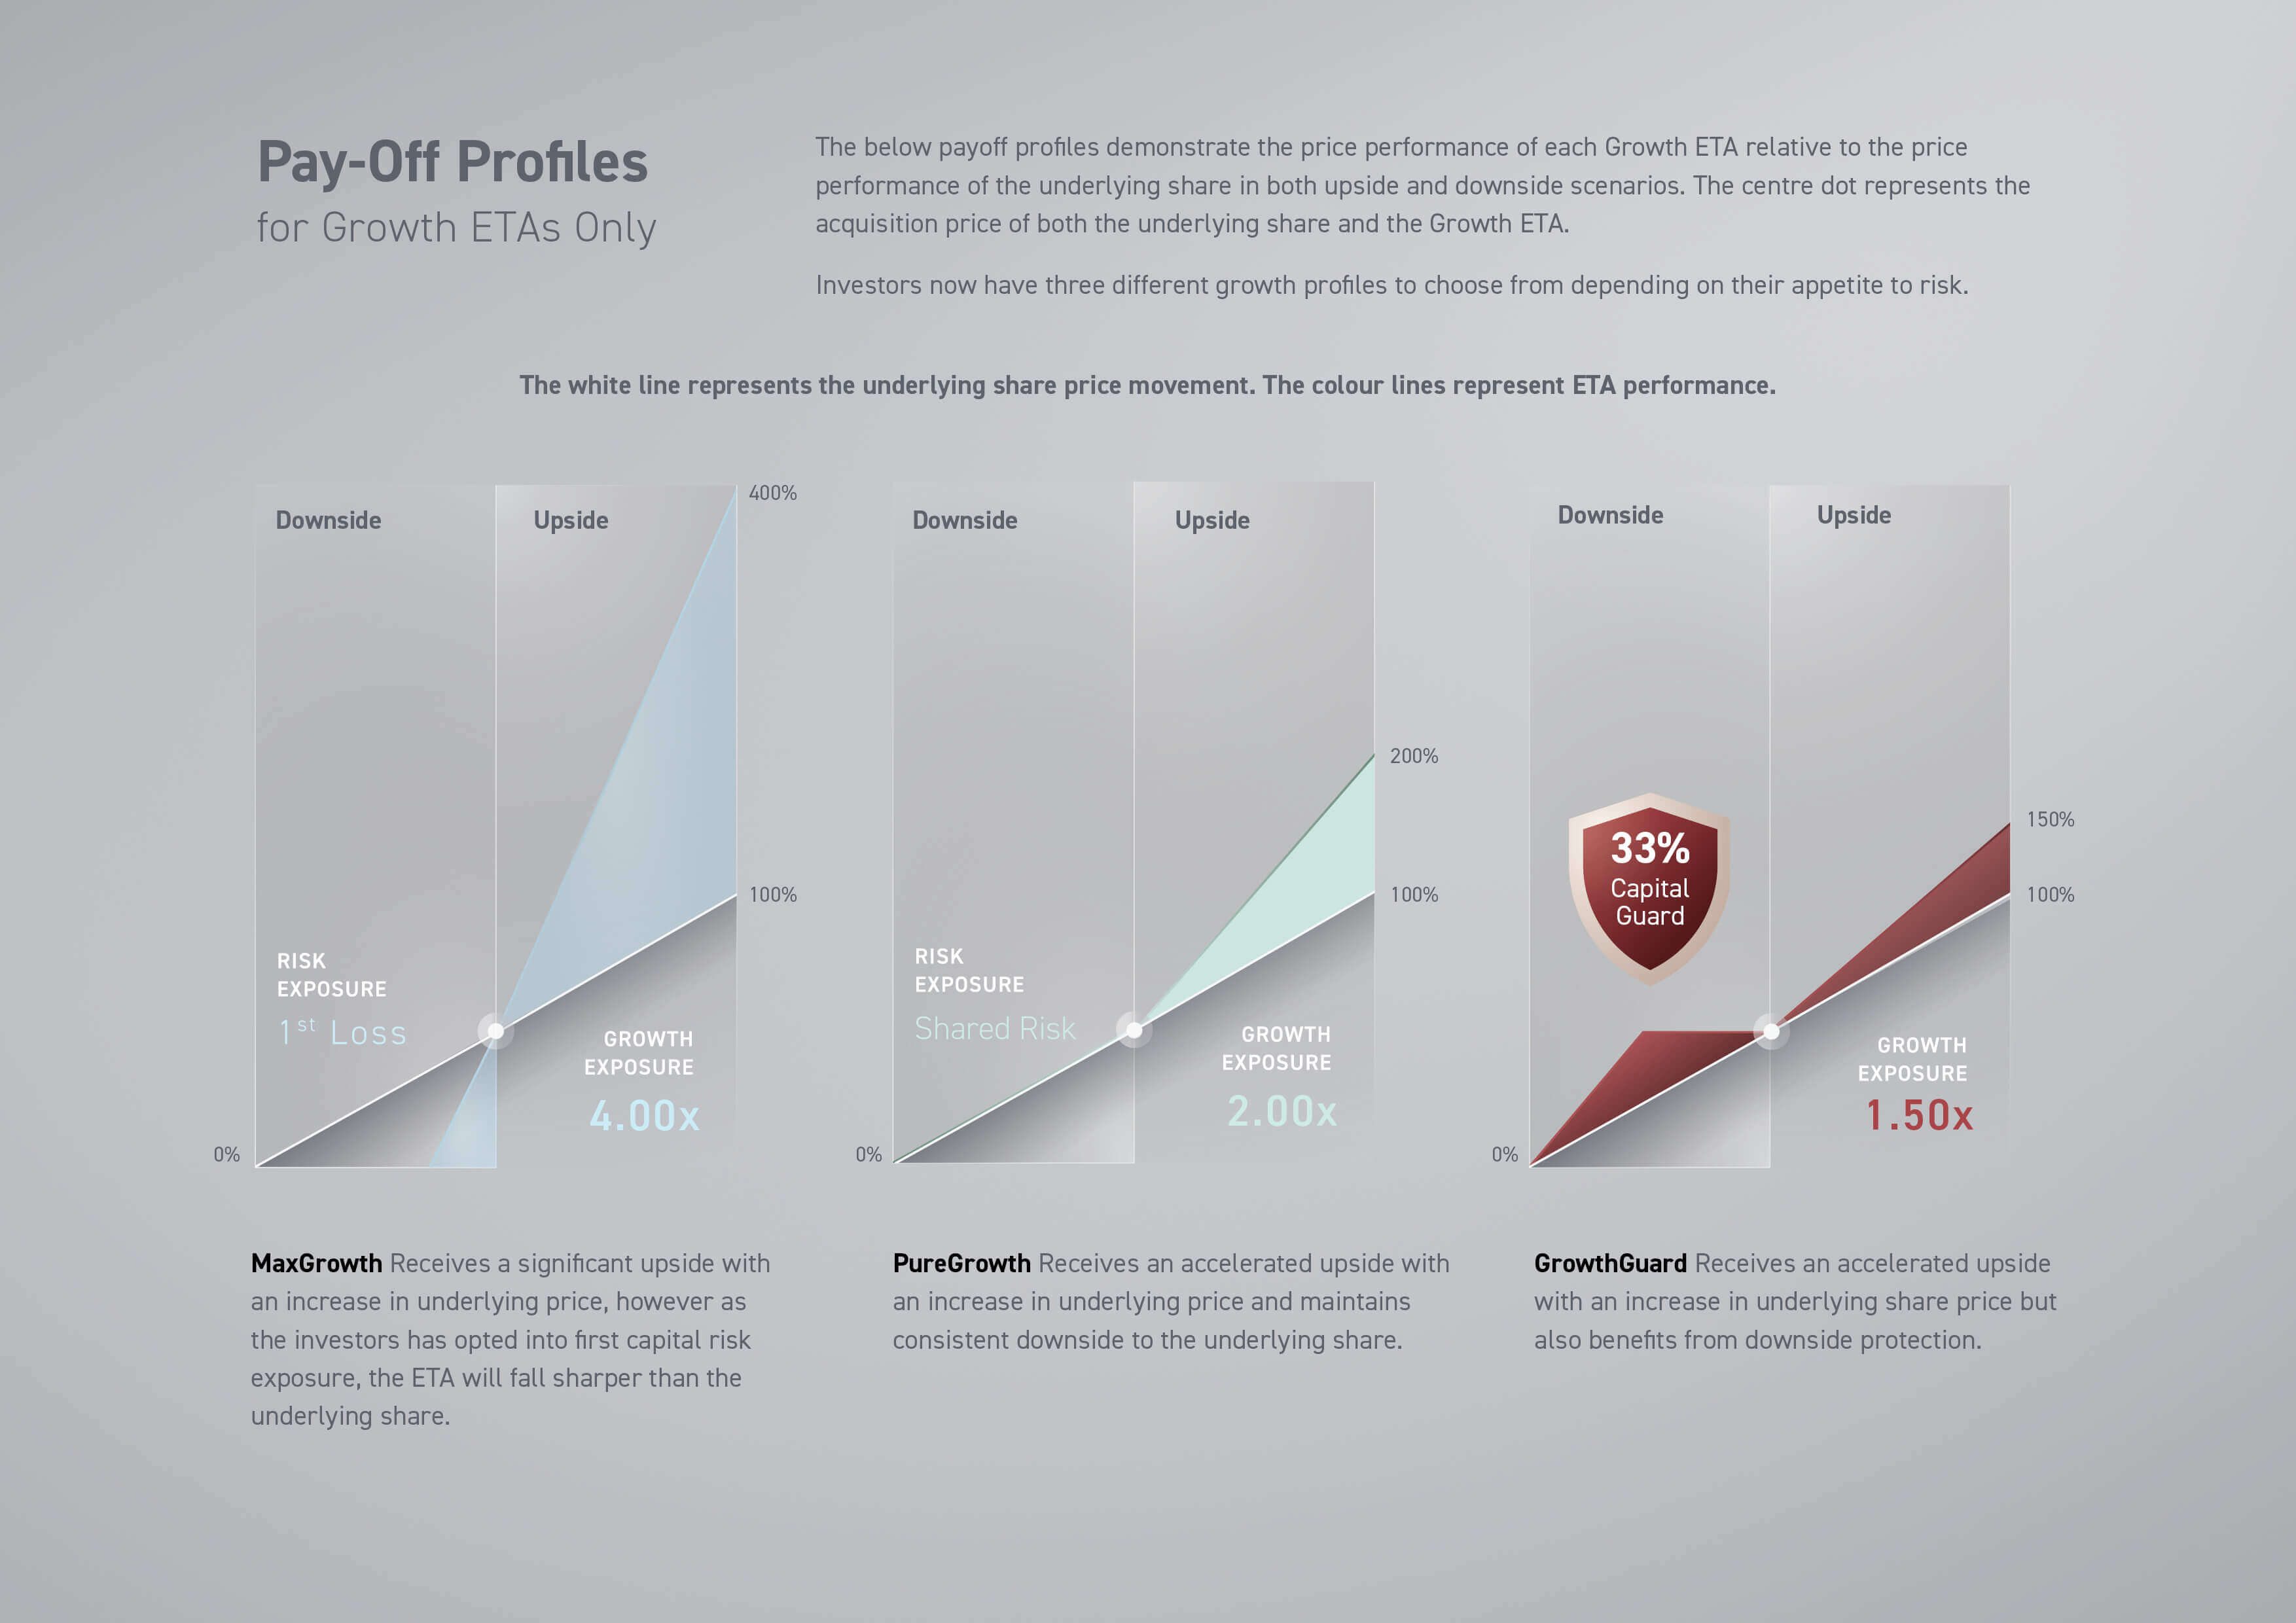 Pay-Off Profiles
for Growth ETAs Only
The below payoff profiles demonstrate the price performance of each Growth ETA relative to the price
performance of the underlying share in both upside and downside scenarios. The centre dot represents the
acquisition price of both the underlying share and the Growth ETA.
Investors now have three different growth profiles to choose from depending on their appetite to risk.
The white line represents the underlying share price movement. The colour lines represent ETA performance.
Downside
Upside
400%
100%
RISK
EXPOSURE
1st Loss
GROWTH
EXPOSURE
4.00x
0%
Downside
Upside
200%
100%
RISK
EXPOSURE
Shared Risk
GROWTH
EXPOSURE
2.00x
0%
Downside
Upside
150%
100%
33%
Capital
Guard
GROWTH
EXPOSURE
1.50x
0%
MaxGrowth Receives a significant upside with
an increase in underlying price, however as
the investors has opted into first capital risk
exposure, the ETA will fall sharper than the
underlying share.
PureGrowth Receives an accelerated upside with
an increase in underlying price and maintains
consistent downside to the underlying share.
GrowthGuard Receives an accelerated upside
with an increase in underlying share price but
also benefits from downside protection.